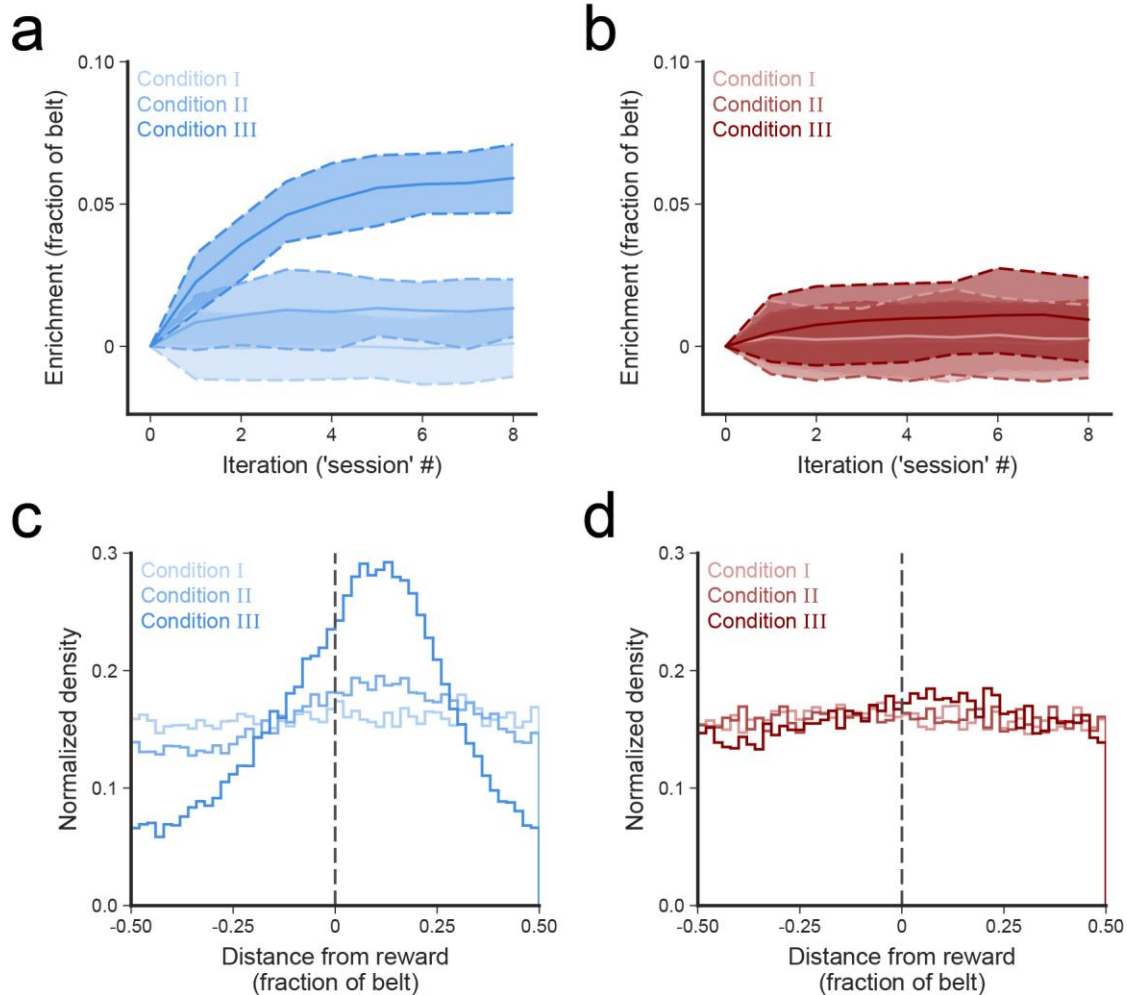 a
Enrichment (fraction of belt)
0.10
0.05
0
Condition I
Condition II
Condition III
0
2
4
6
8
Iteration ('session' #)
b
Enrichment (fraction of belt)
0.10
0.05
0
Condition I
Condition II
Condition III
0
2
4
6
8
Iteration ('session' #)
c
Normalized density
0.3
0.2
0.1
0.0
Condition I
Condition II
Condition III
-0.50
-0.25
0
0.25
0.50
Distance from reward
(fraction of belt)
d
Normalized density
0.3
0.2
0.1
0.0
Condition I
Condition II
Condition III
-0.50
-0.25
0
0.25
0.50
Distance from reward
(fraction of belt)